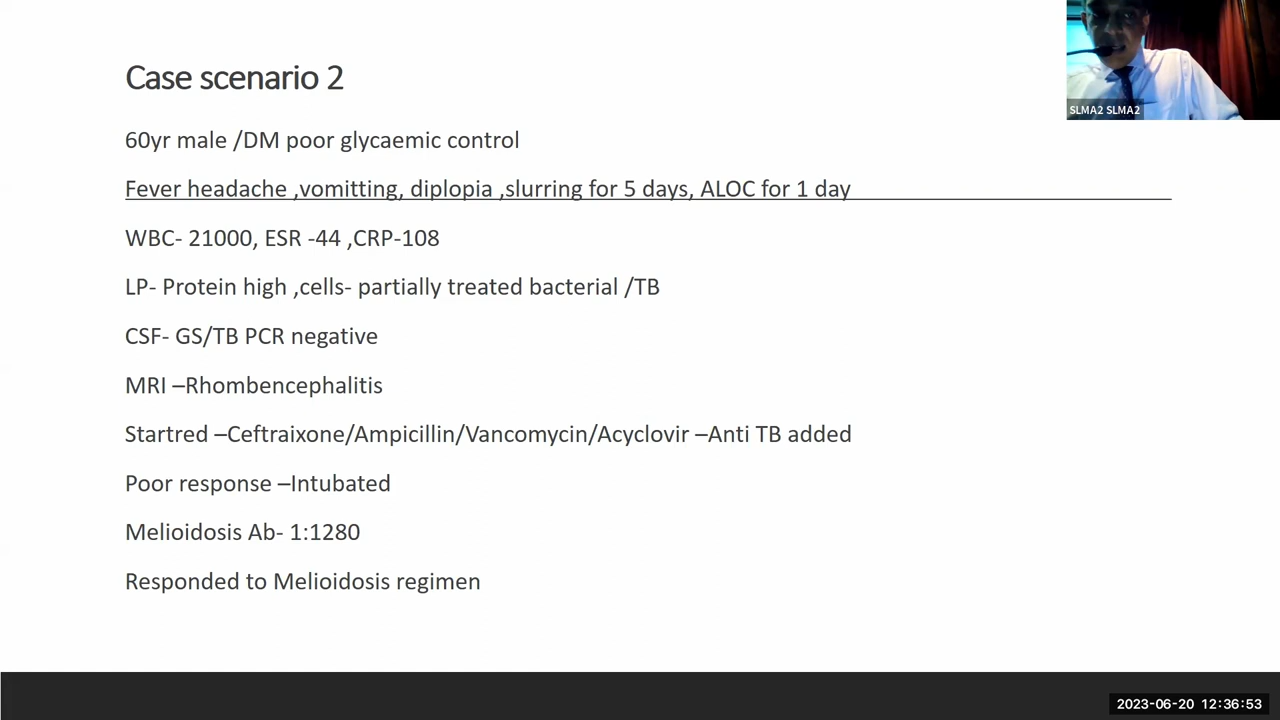 Case scenario 2
SLMA2 SLMA2
60yr male /DM poor glycaemic control
Fever headache ,vomitting, diplopia ,slurring for 5 days, ALOC for 1 day
WBC- 21000, ESR -44 ,CRP-108
LP- Protein high ,cells- partially treated bacterial /TB
CSF- GS/TB PCR negative
MRI –Rhombencephalitis
Startred –Ceftraixone/Ampicillin/Vancomycin/Acyclovir –Anti TB added
Poor response –Intubated
Melioidosis Ab- 1:1280
Responded to Melioidosis regimen
2023-06-20 12:36:53